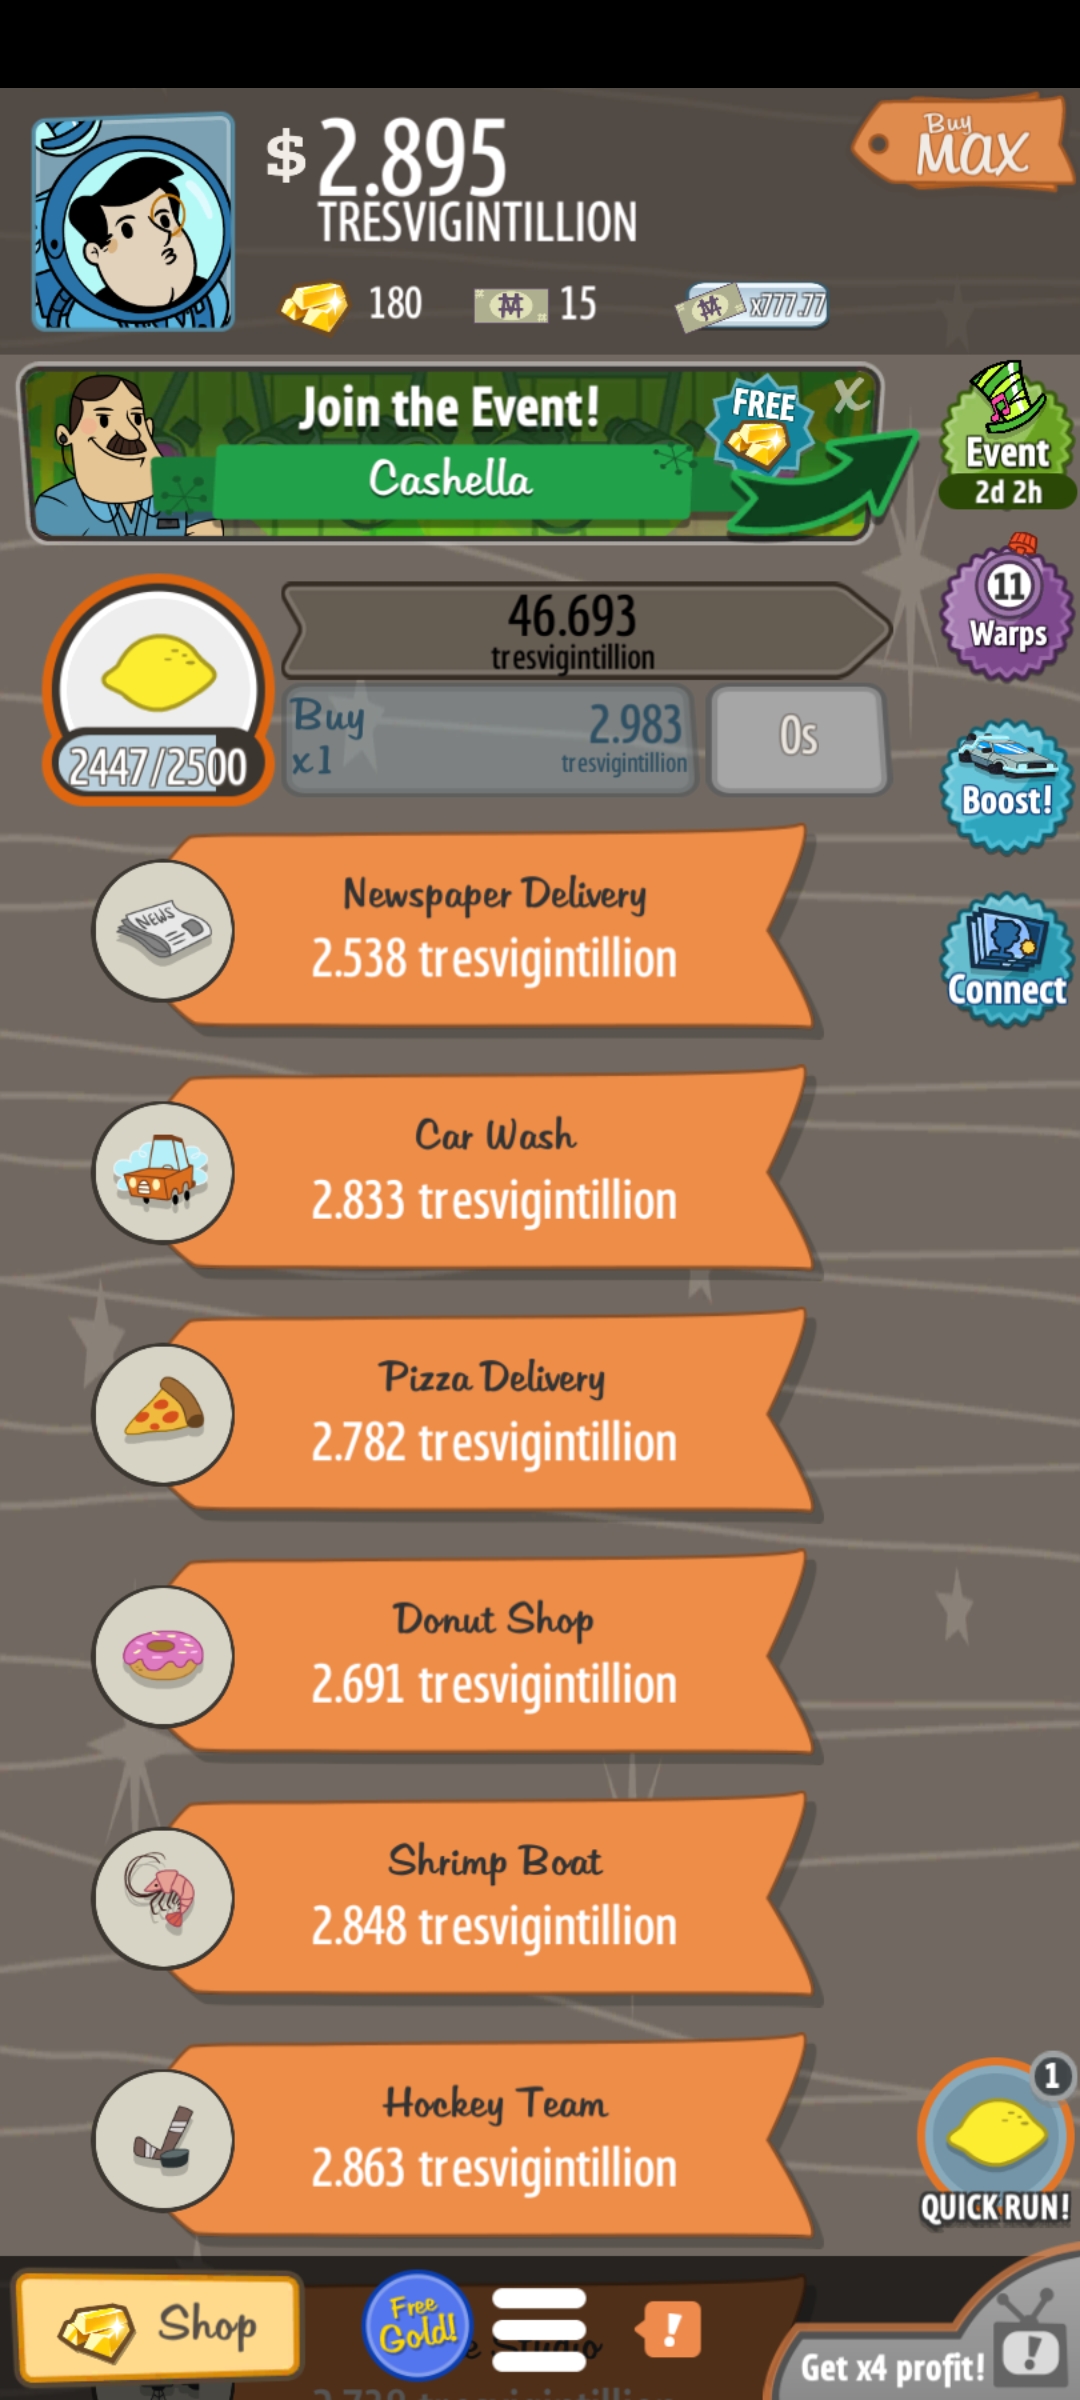 $2.895
TRESVIGINTILLION
Buy
MAX
180
15
x777.77
Join the Event!
FREE
X
Cashella
Event
2d 2h
46.693
tresvigintillion
11
Warps
Buy
x1
2.983
tresvigintillion
0s
2447/2500
Boost!
Newspaper Delivery
NEWS
2.538 tresvigintillion
Connect
Car Wash
2.833 tresvigintillion
Pizza Delivery
2.782 tresvigintillion
Donut Shop
2.691 tresvigintillion
Shrimp Boat
2.848 tresvigintillion
Hockey Team
2.863 tresvigintillion
1
QUICK RUN!
Shop
Free
Gold!
!
Get x4 profit!
!